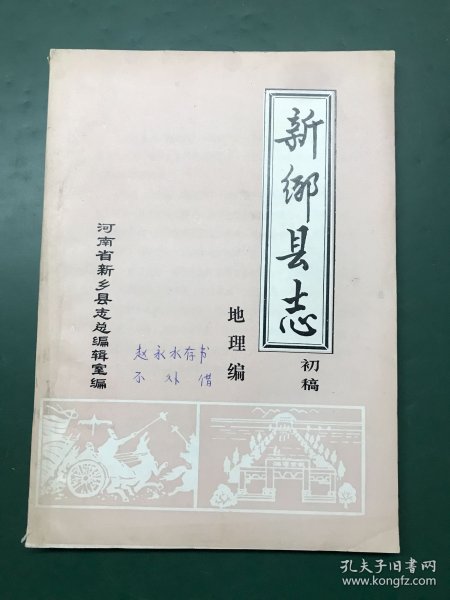 新鄉县志
初稿
地理编
河南省新乡县志总编辑室编
赵永水存书
不外借
孔夫子旧书网
www.kongfz.com